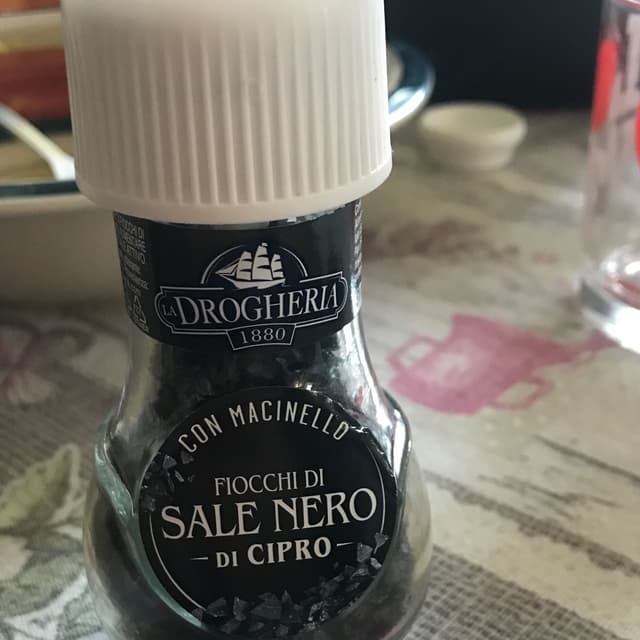 LA DROGHERIA
1880
CON MACINELLO
FIOCCHI DI
SALE NERO
DI CIPRO